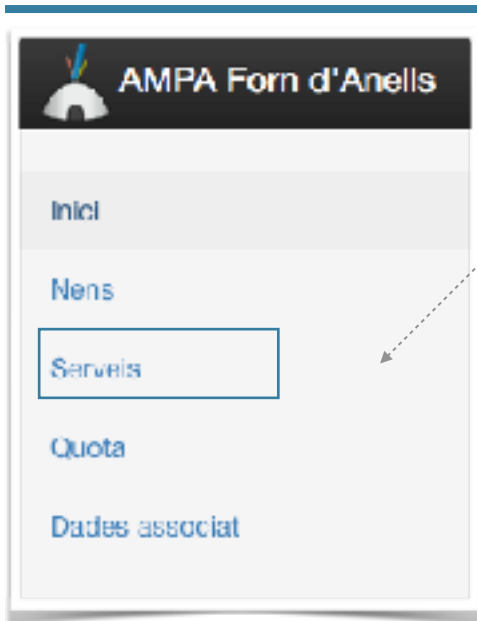 AMPA Forn d'Anells
Inici
Nens
Serveis
Quota
Dades associat